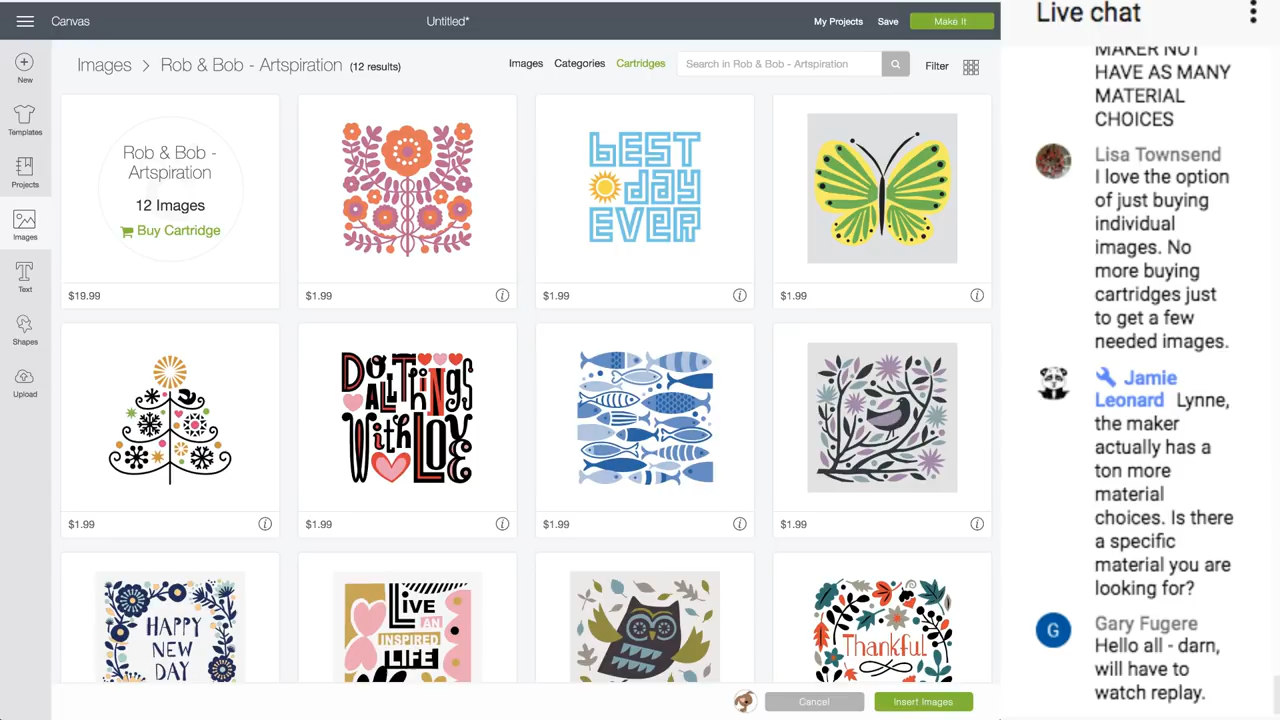 Canvas
Untitled*
My Projects
Save
Make It
New
Templates
Projects
Images
Text
Shapes
Upload
Images > Rob & Bob - Artspiration (12 results)
Images
Categories
Cartridges
Search in Rob & Bob - Artspiration
Filter
Rob & Bob -
Artspiration
12 Images
Buy Cartridge
$19.99
$1.99
BEST
DAY
EVER
$1.99
$1.99
$1.99
DO
ALL THINGS
WITH LOVE
$1.99
$1.99
$1.99
HAPPY
NEW
DAY
LIVE
AN
INSPIRED
LIFE
Thankful
Cancel
Insert Images
Live chat
MAKER NOT
HAVE AS MANY
MATERIAL
CHOICES
Lisa Townsend
I love the option
of just buying
individual
images. No
more buying
cartridges just
to get a few
needed images.
Jamie
Leonard Lynne,
the maker
actually has a
ton more
material
choices. Is there
a specific
material you are
looking for?
G
Gary Fugere
Hello all - darn,
will have to
watch replay.